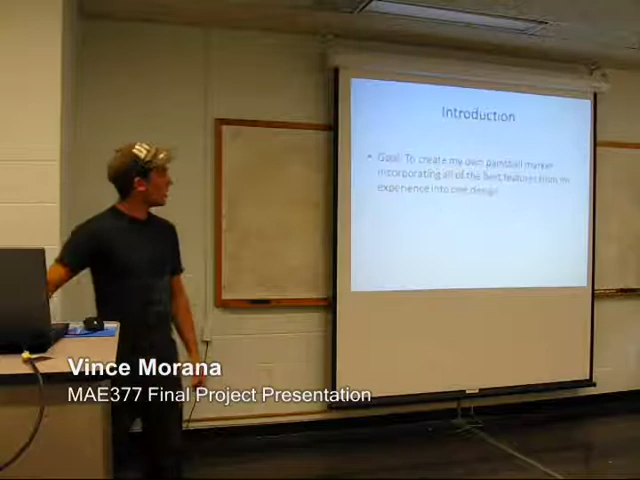 Introduction
• Goal: To create my own paintball marker
incorporating all of the best features from my
experience into one design.
Vince Morana
MAE377 Final Project Presentation